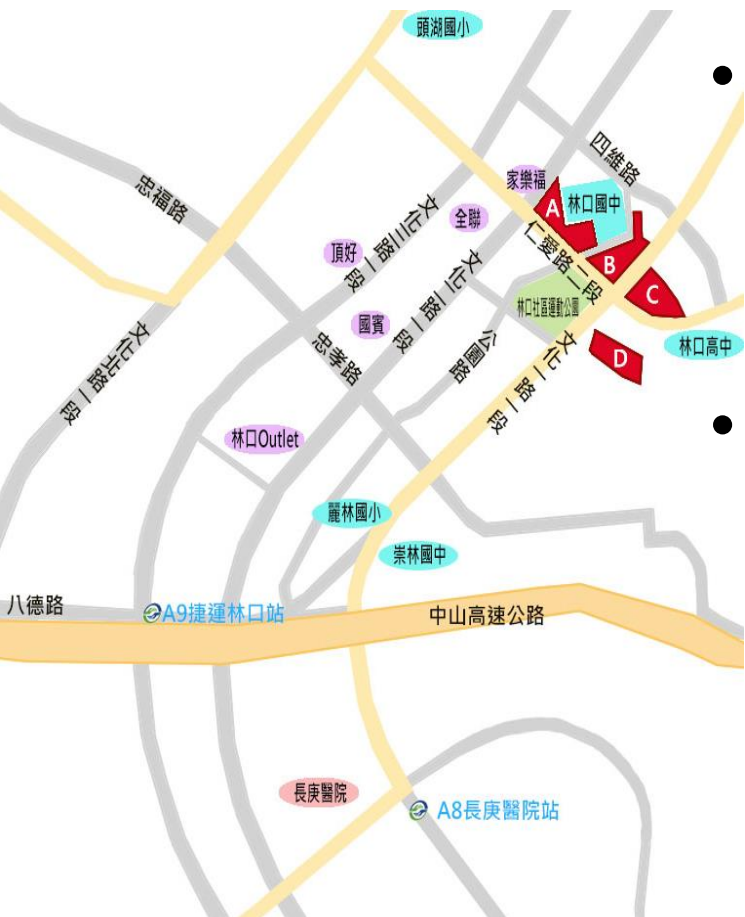 頭湖國小
四維路
家樂福
A
林口國中
忠福路
文化三路一段
全聯
仁愛路二段
B
頂好
文化二路一段
林口社區運動公園
C
國賓
忠孝路
公園路
文化一路一段
林口高中
D
文化北路一段
林口Outlet
麗林國小
崇林國中
八德路
A9捷運林口站
中山高速公路
長庚醫院
A8長庚醫院站